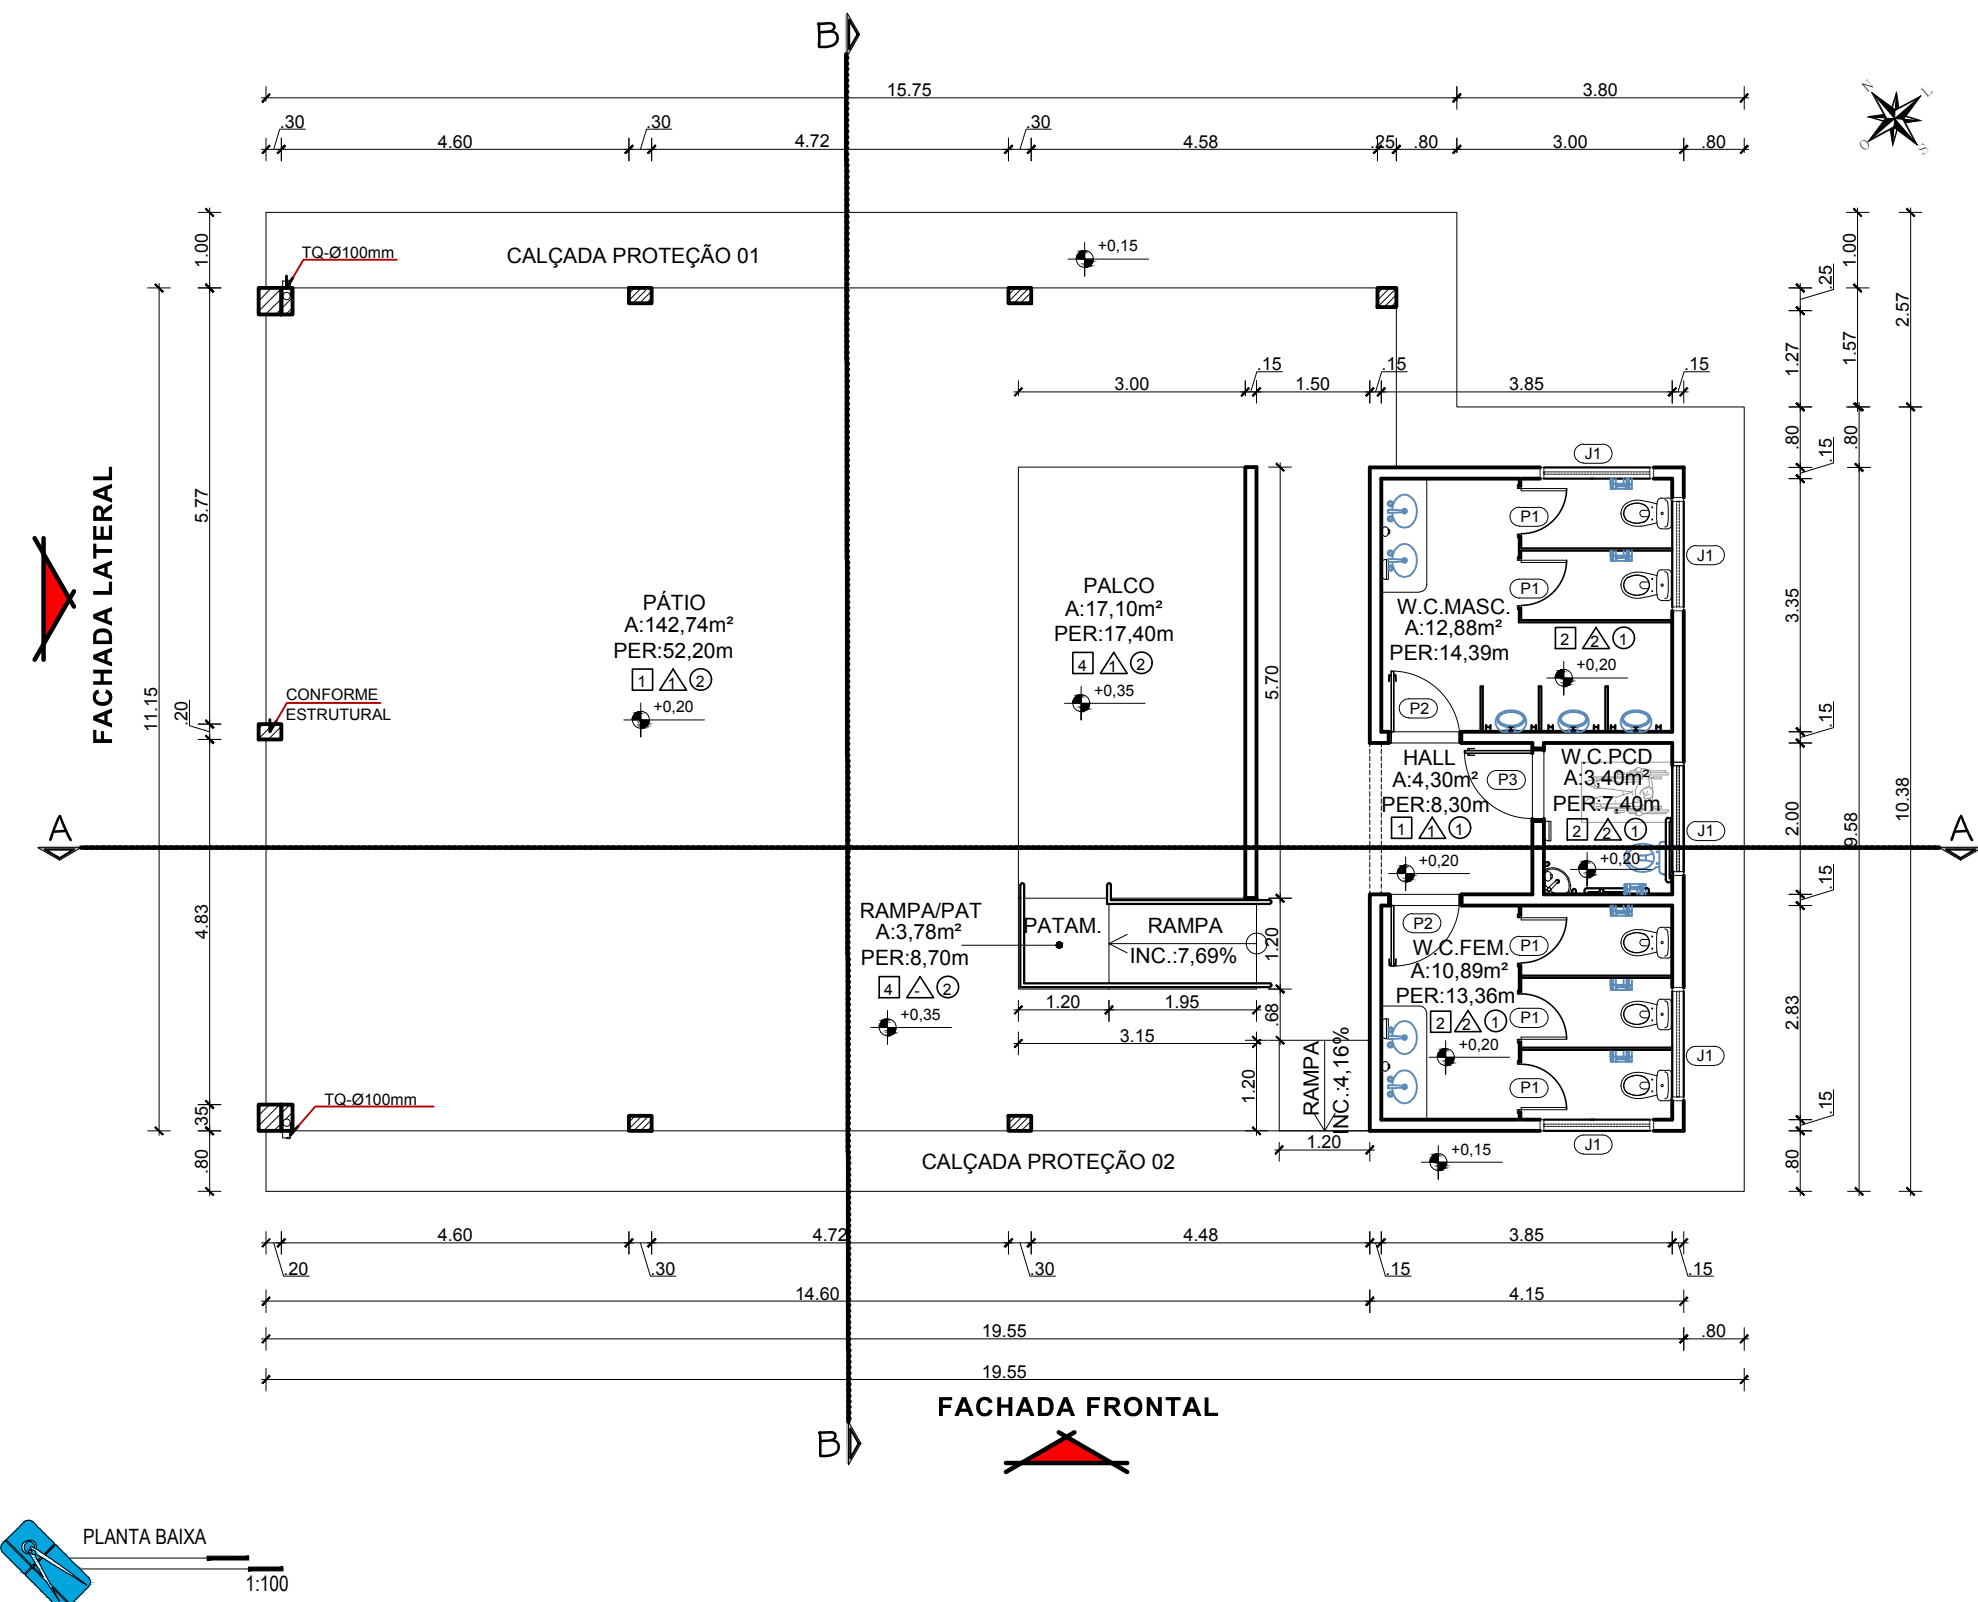 B
15.75
3.80
.30
.30
.30
4.60
4.72
4.58
.25
.80
3.00
.80
N
L
O
S
1.00
TQ-Ø100mm
CALÇADA PROTEÇÃO 01
+0,15
1.00
.25
2.57
1.27
1.57
3.00
.15
1.50
.15
3.85
.15
.80
.15
.80
J1
FACHADA LATERAL
5.77
11.15
.20
P1
J1
P1
3.35
PÁTIO
A:142,74m²
PER:52,20m
1 1 2
+0,20
PALCO
A:17,10m²
PER:17,40m
4 1 2
+0,35
5.70
W.C.MASC.
A:12,88m²
PER:14,39m
2 2 1
+0,20
CONFORME
ESTRUTURAL
P2
.15
HALL
A:4,30m²
PER:8,30m
1 1 1
+0,20
P3
W.C.PCD
A:3,40m²
PER:7,40m
2 2 1
+0,20
J1
2.00
9.58
10.38
A
A
.15
4.83
RAMPA/PAT
A:3,78m²
PER:8,70m
4 - 2
+0,35
PATAM.
RAMPA
INC.:7,69%
1.20
1.20
1.95
.68
3.15
1.20
RAMPA
INC.:4,16%
1.20
P2
W.C.FEM.
A:10,89m²
PER:13,36m
2 2 1
+0,20
P1
P1
P1
J1
2.83
.15
J1
.80
TQ-Ø100mm
.35
.80
CALÇADA PROTEÇÃO 02
+0,15
4.60
4.72
4.48
3.85
.20
.30
.30
.15
.15
14.60
4.15
19.55
.80
19.55
FACHADA FRONTAL
B
PLANTA BAIXA
1:100